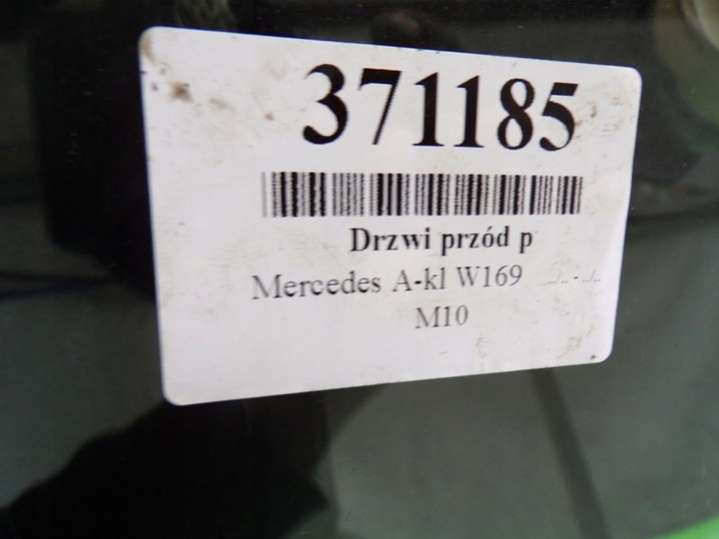 371185
Drzwi przód p
Mercedes A-kl W169 ../.. - ../..
M10